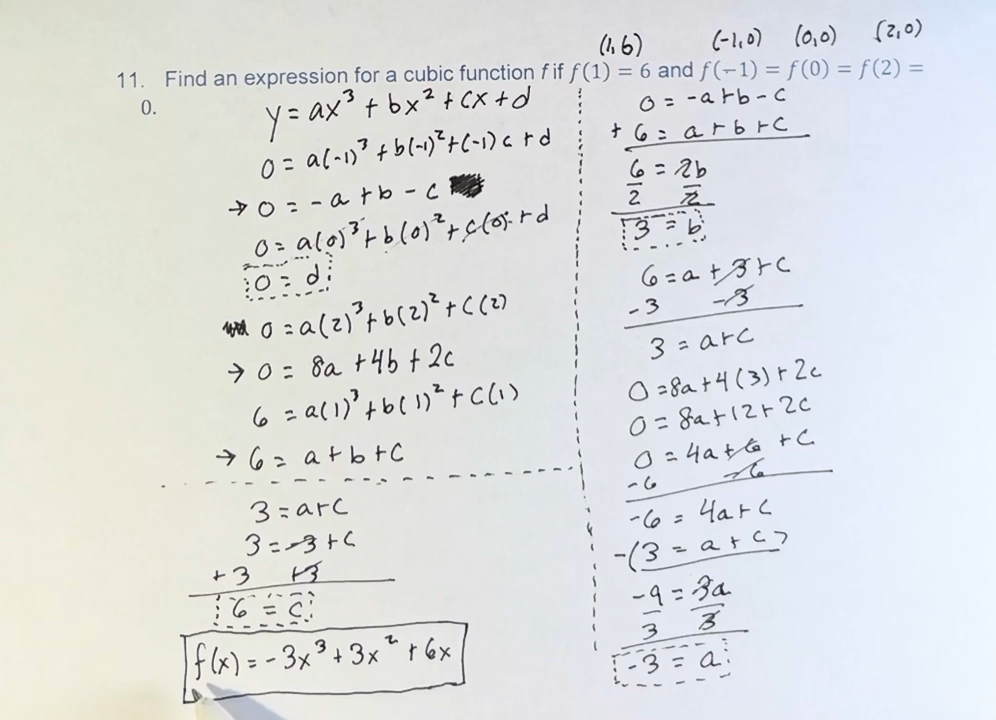 (1,6) (-1,0) (0,0) (2,0)
11. Find an expression for a cubic function f if f(1) = 6 and f(−1) = f(0) = f(2) =
0.
y = ax³ + bx² + cx + d
0 = a(-1)³ + b(-1)² + (-1)c + d
→ 0 = -a + b - c
0 = a(0)³ + b(0)² + c(0) + d
0 = d
0 = a(2)³ + b(2)² + c(2)
→ 0 = 8a + 4b + 2c
6 = a(1)³ + b(1)² + c(1)
→ 6 = a + b + c
3 = a + c
3 = -3 + c
+3 +3
6 = c
f(x) = -3x³ + 3x² + 6x
0 = -a + b - c
+ 6 = a + b + c
6 = 2b
2 2
3 = b
6 = a + 3 + c
-3 -3
3 = a + c
0 = 8a + 4(3) + 2c
0 = 8a + 12 + 2c
0 = 4a + 6 + c
-6 -6
-6 = 4a + c
-(3 = a + c)
-9 = 3a
3 3
-3 = a